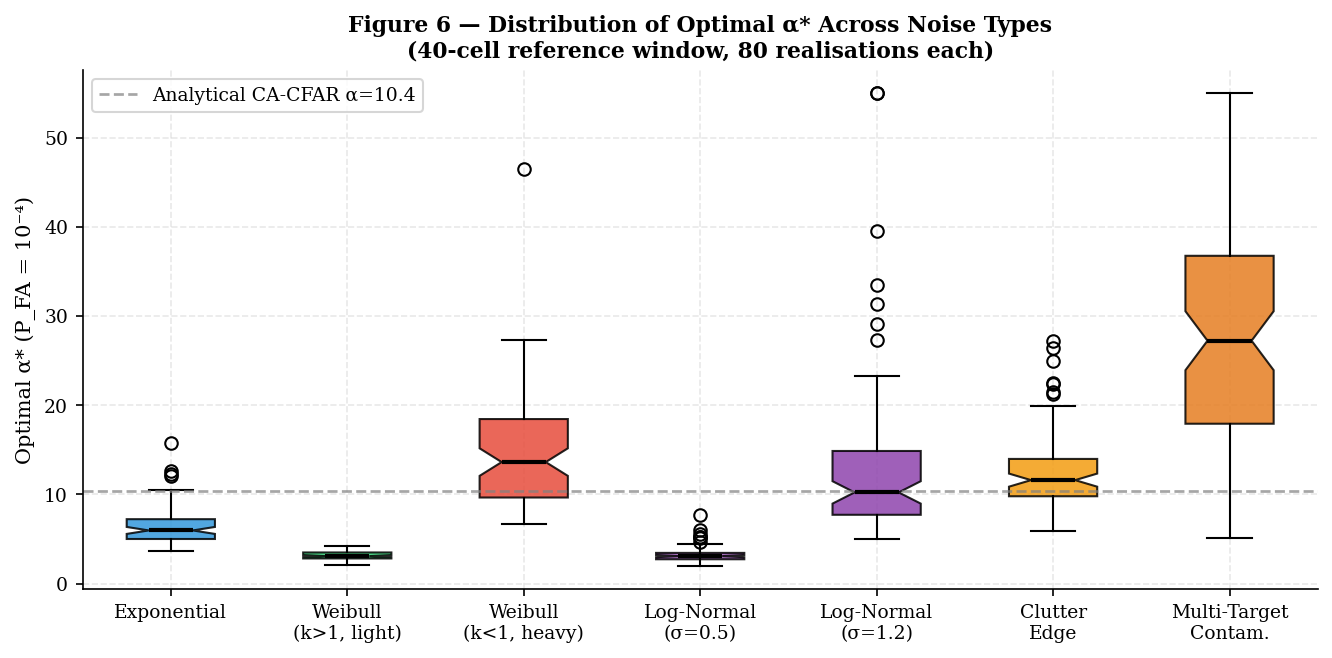 Figure 6 — Distribution of Optimal α* Across Noise Types
(40-cell reference window, 80 realisations each)
Analytical CA-CFAR α=10.4
Optimal α* (P_FA = 10⁻⁴)
50
40
30
20
10
0
Exponential
Weibull
(k>1, light)
Weibull
(k<1, heavy)
Log-Normal
(σ=0.5)
Log-Normal
(σ=1.2)
Clutter
Edge
Multi-Target
Contam.